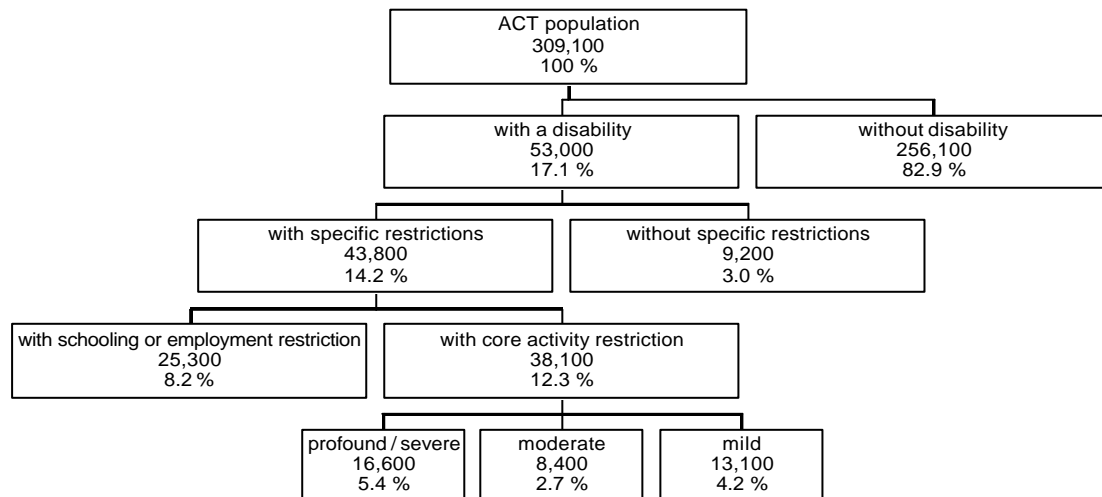 ACT population
309,100
100 %
with a disability
53,000
17.1 %
without disability
256,100
82.9 %
with specific restrictions
43,800
14.2 %
without specific restrictions
9,200
3.0 %
with schooling or employment restriction
25,300
8.2 %
with core activity restriction
38,100
12.3 %
profound / severe
16,600
5.4 %
moderate
8,400
2.7 %
mild
13,100
4.2 %